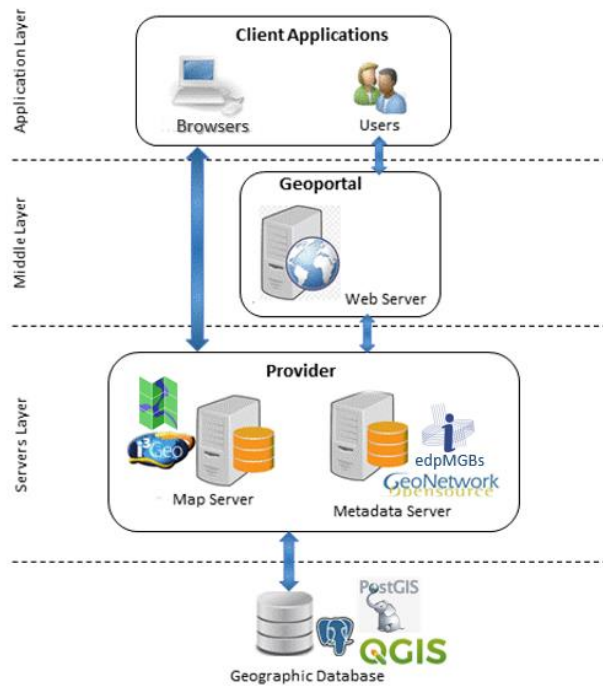 Application Layer
Client Applications
Browsers
Users
Middle Layer
Geoportal
Web Server
Servers Layer
Provider
i3Geo
Map Server
edpMGBs
GeoNetwork
Opensource
Metadata Server
PostGIS
QGIS
Geographic Database